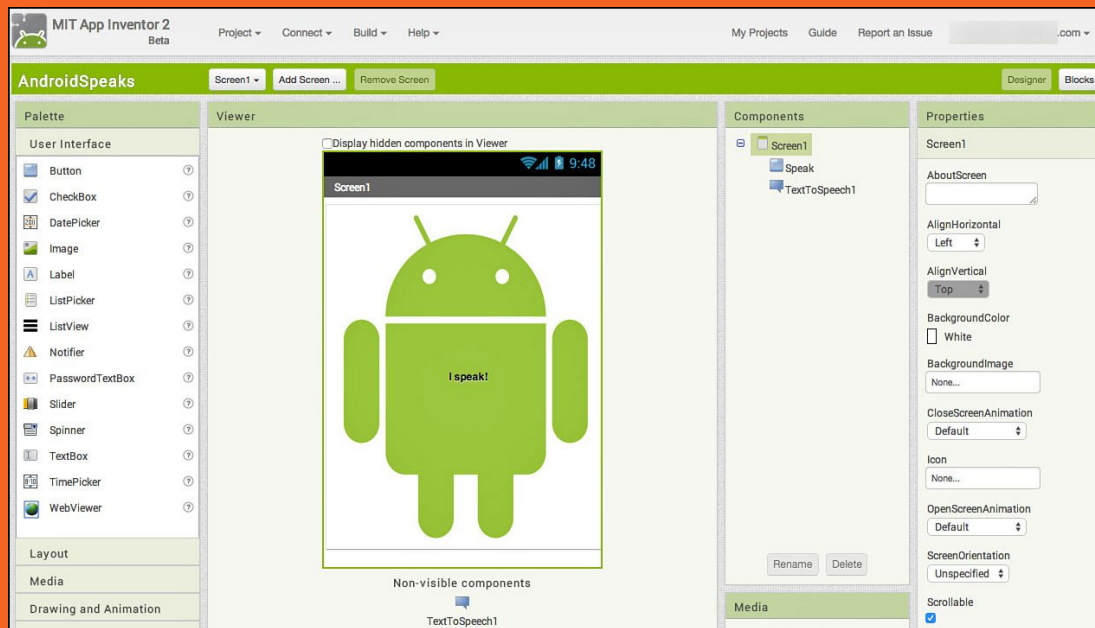 MIT App Inventor 2
Beta
Project Connect Build Help
My Projects Guide Report an Issue .com
AndroidSpeaks
Screen1 Add Screen ... Remove Screen
Designer Blocks
Palette
User Interface
Button
CheckBox
DatePicker
Image
Label
ListPicker
ListView
Notifier
PasswordTextBox
Slider
Spinner
TextBox
TimePicker
WebViewer
Layout
Media
Drawing and Animation
Viewer
Display hidden components in Viewer
9:48
Screen1
I speak!
Non-visible components
TextToSpeech1
Components
Screen1
Speak
TextToSpeech1
Rename Delete
Media
Properties
Screen1
AboutScreen
AlignHorizontal
Left
AlignVertical
Top
BackgroundColor
White
BackgroundImage
None...
CloseScreenAnimation
Default
Icon
None...
OpenScreenAnimation
Default
ScreenOrientation
Unspecified
Scrollable